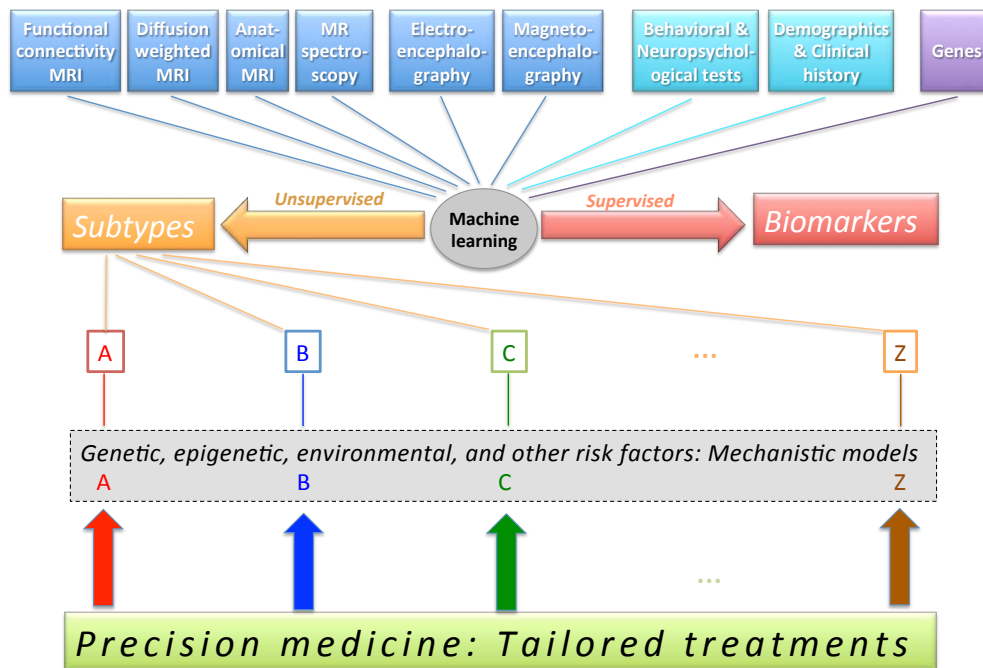 Functional
connectivity
MRI
Diffusion
weighted
MRI
Anat-
omical
MRI
MR
spectro-
scopy
Electro-
encephalo-
graphy
Magneto-
encephalo-
graphy
Behavioral &
Neuropsychol-
ogical tests
Demographics
& Clinical
history
Genes
Unsupervised
Supervised
Subtypes
Machine
learning
Biomarkers
A
B
C
...
Z
Genetic, epigenetic, environmental, and other risk factors: Mechanistic models
A
B
C
Z
...
Precision medicine: Tailored treatments